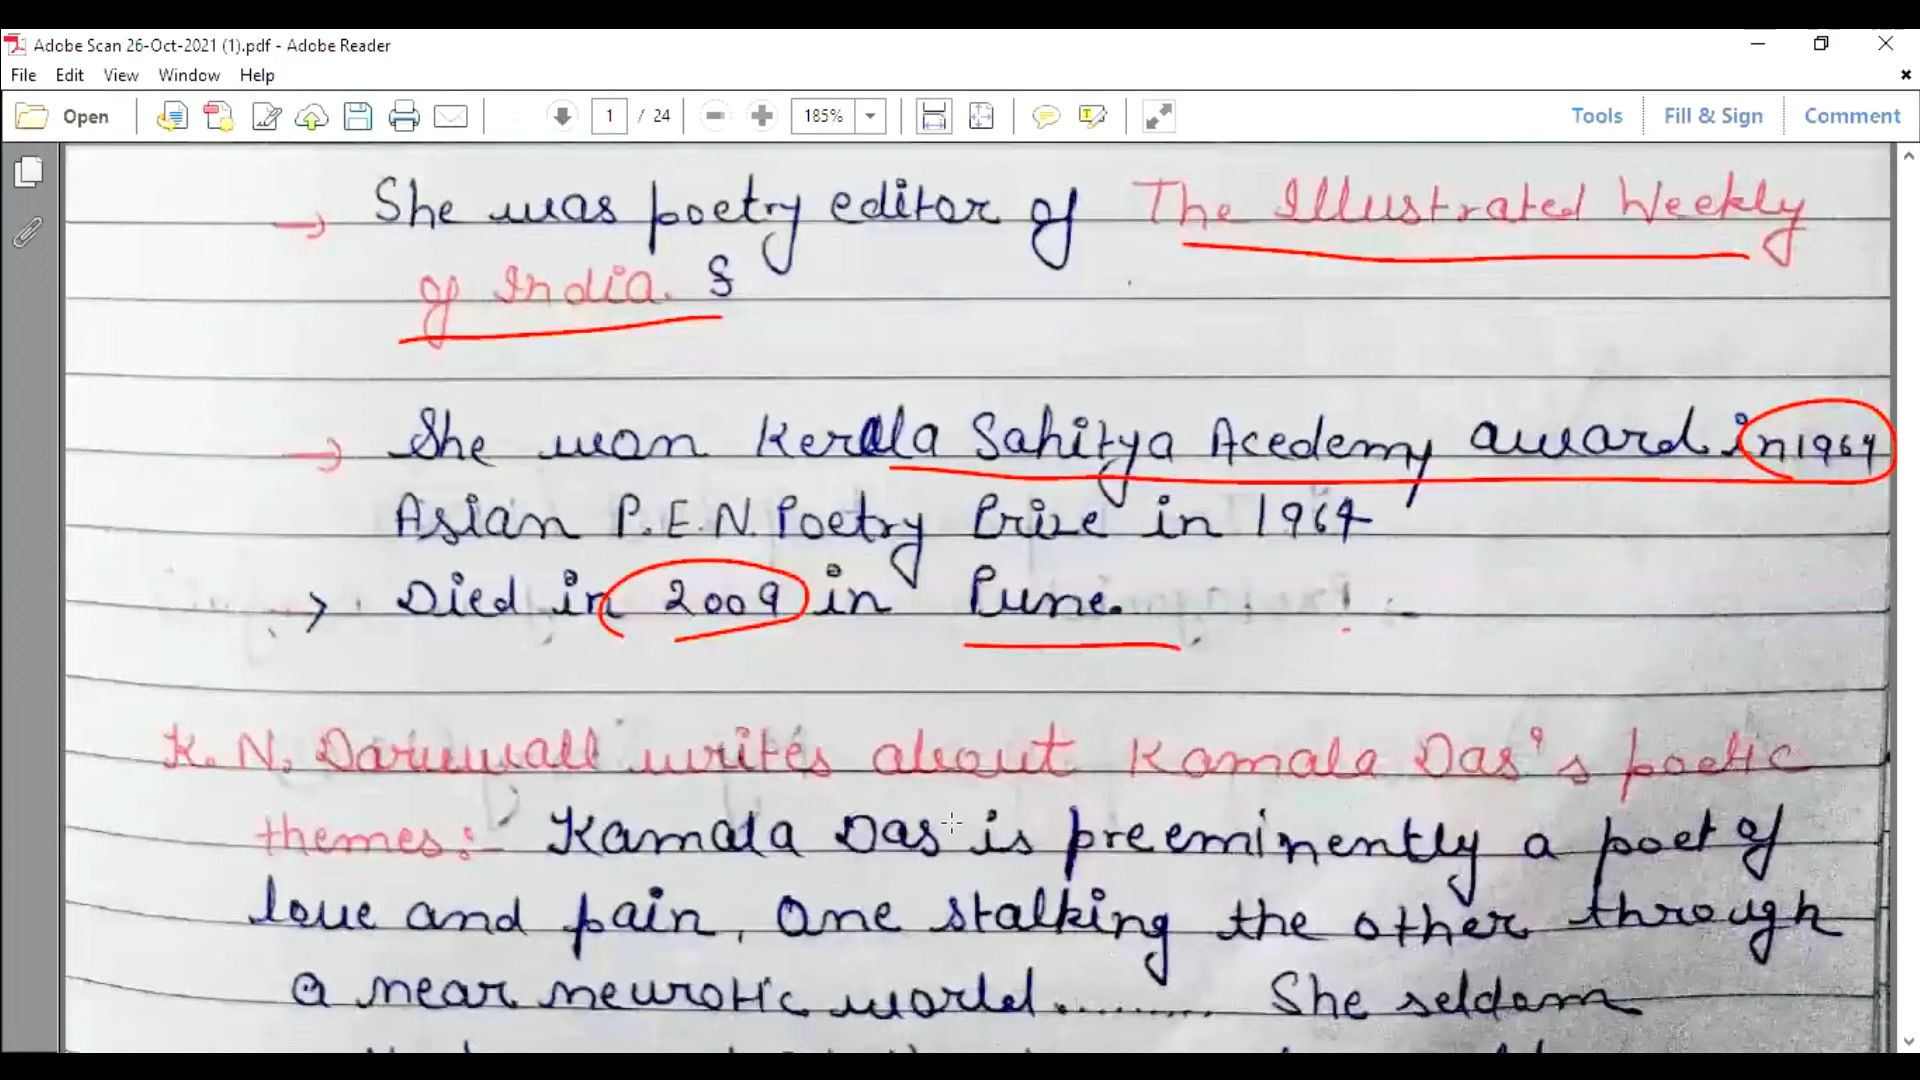 Adobe Scan 26-Oct-2021 (1).pdf - Adobe Reader
File Edit View Window Help
Open 1 / 24 185% Tools Fill & Sign Comment
She was poetry editor of The Illustrated Weekly
of India. &
She won Kerala Sahitya Acedemy award in 1969
Asian P.E.N. Poetry Prize in 1964
Died in 2009 in Pune.
K. N. Daruwall writes about Kamala Das's poetic
themes:- Kamala Das is preeminently a poet of
love and pain, One stalking the other through
a near neurotic world......... She seldom